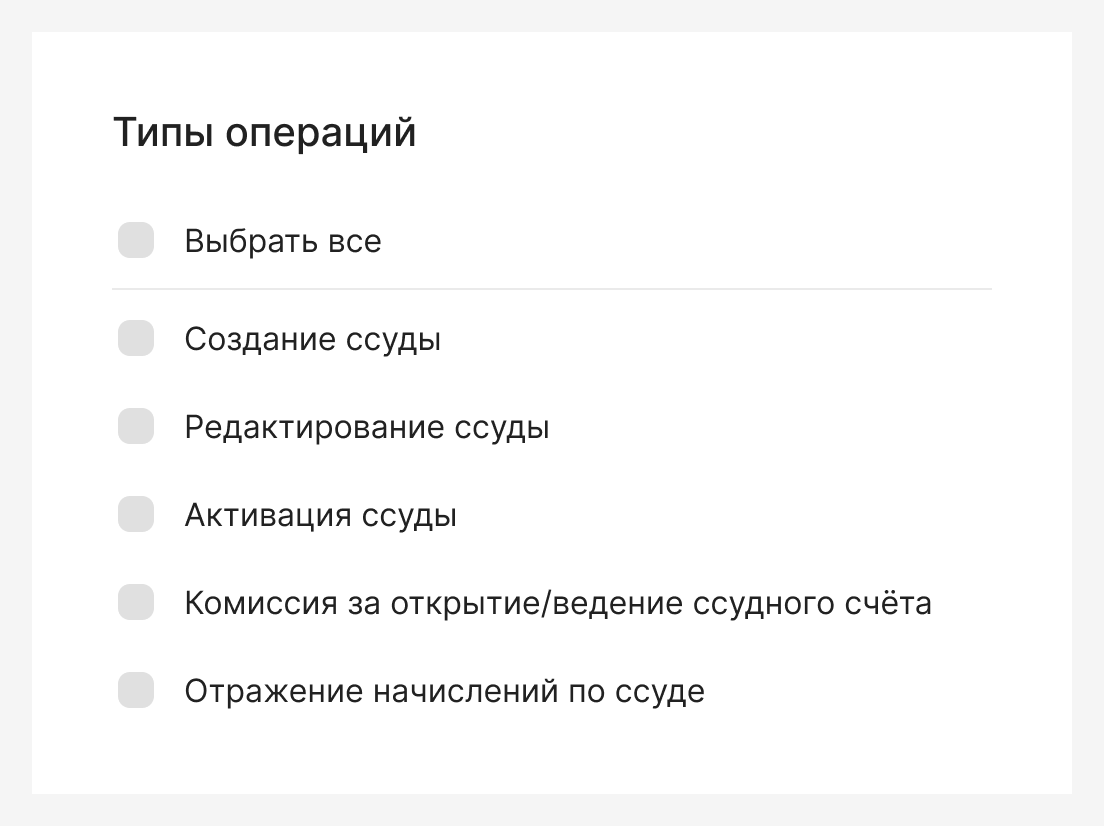 Типы операций
Выбрать все
Создание ссуды
Редактирование ссуды
Активация ссуды
Комиссия за открытие/ведение ссудного счёта
Отражение начислений по ссуде